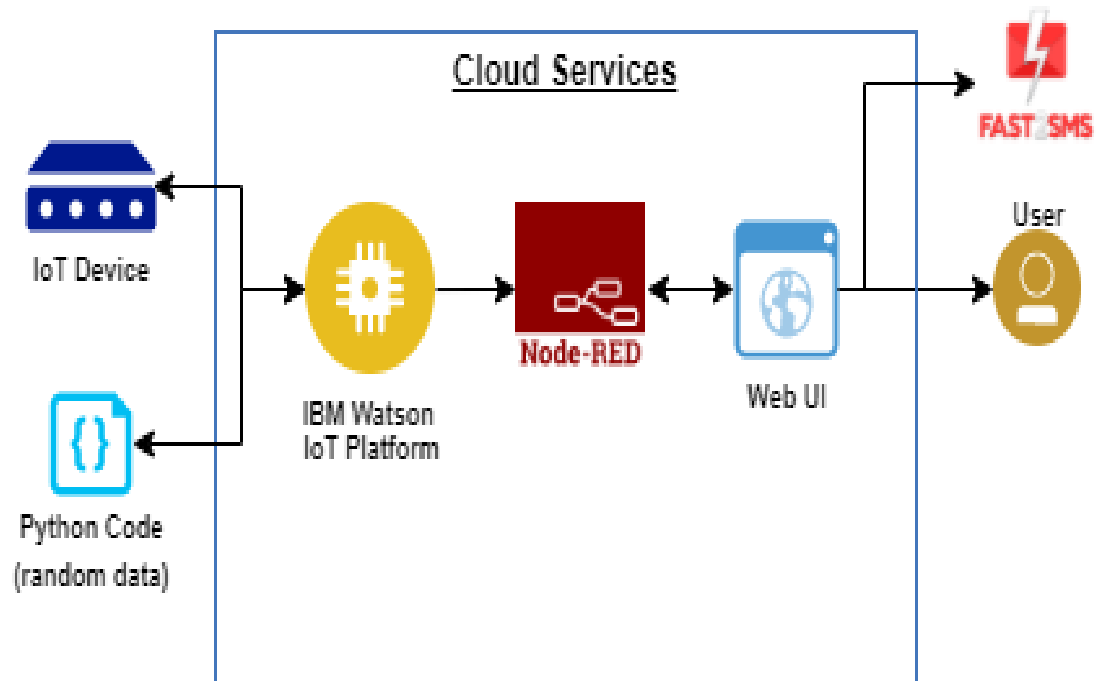 Cloud Services
FAST2SMS
IoT Device
User
Node-RED
Web UI
IBM Watson
IoT Platform
Python Code
(random data)